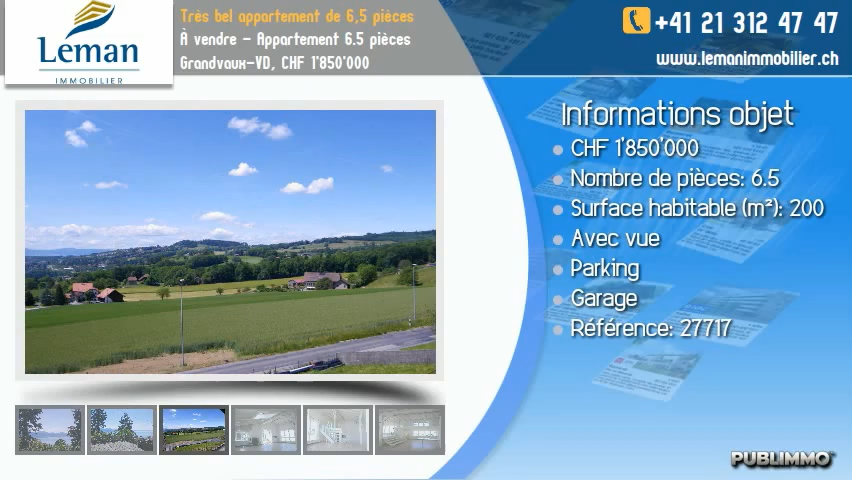 Leman
IMMOBILIER
Très bel appartement de 6,5 pièces
À vendre - Appartement 6.5 pièces
Grandvaux-VD, CHF 1'850'000
+41 21 312 47 47
www.lemanimmobilier.ch
Informations objet
CHF 1'850'000
Nombre de pièces: 6.5
Surface habitable (m²): 200
Avec vue
Parking
Garage
Référence: 27717
PUBLIMMO